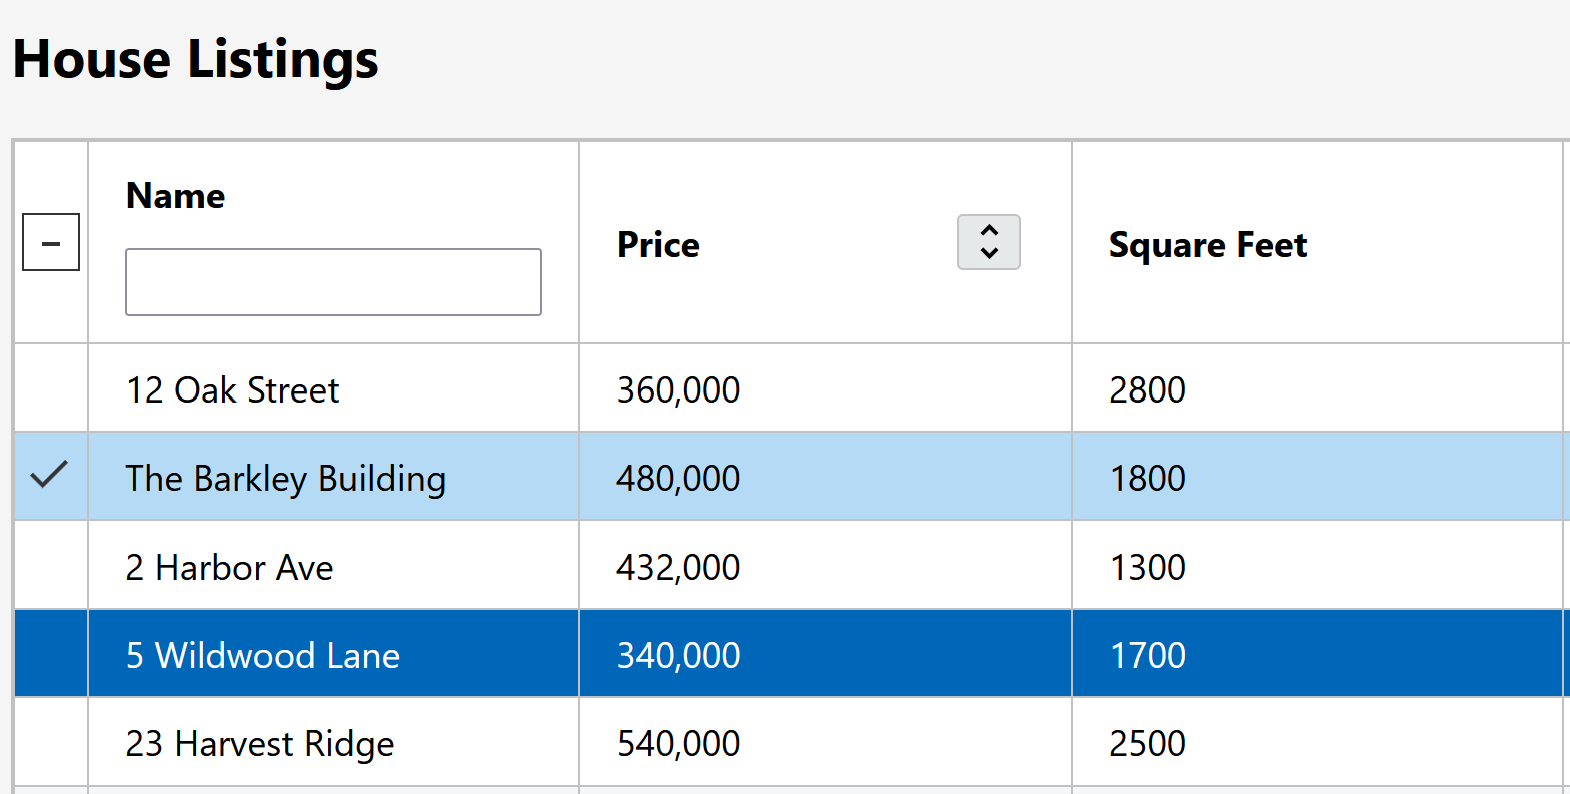 House Listings
Name
Price
Square Feet
12 Oak Street 360,000 2800
The Barkley Building 480,000 1800
2 Harbor Ave 432,000 1300
5 Wildwood Lane 340,000 1700
23 Harvest Ridge 540,000 2500